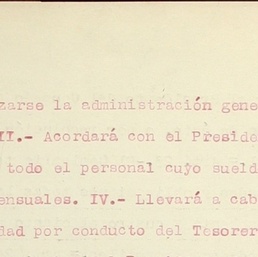 zarse la administración gene
II.- Acordará con el Preside
todo el personal cuyo sueld
ensuales. IV.- Llevará a cab
dad por conducto del Tesorer